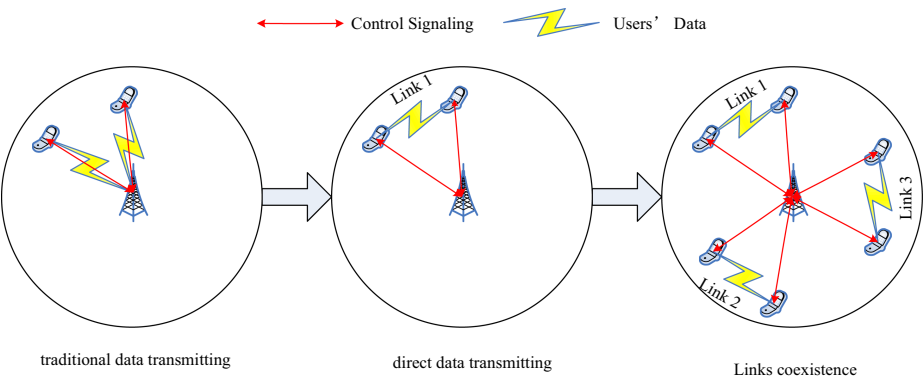 Control Signaling
Users’ Data
Link 1
Link 1
Link 3
Link 2
traditional data transmitting
direct data transmitting
Links coexistence